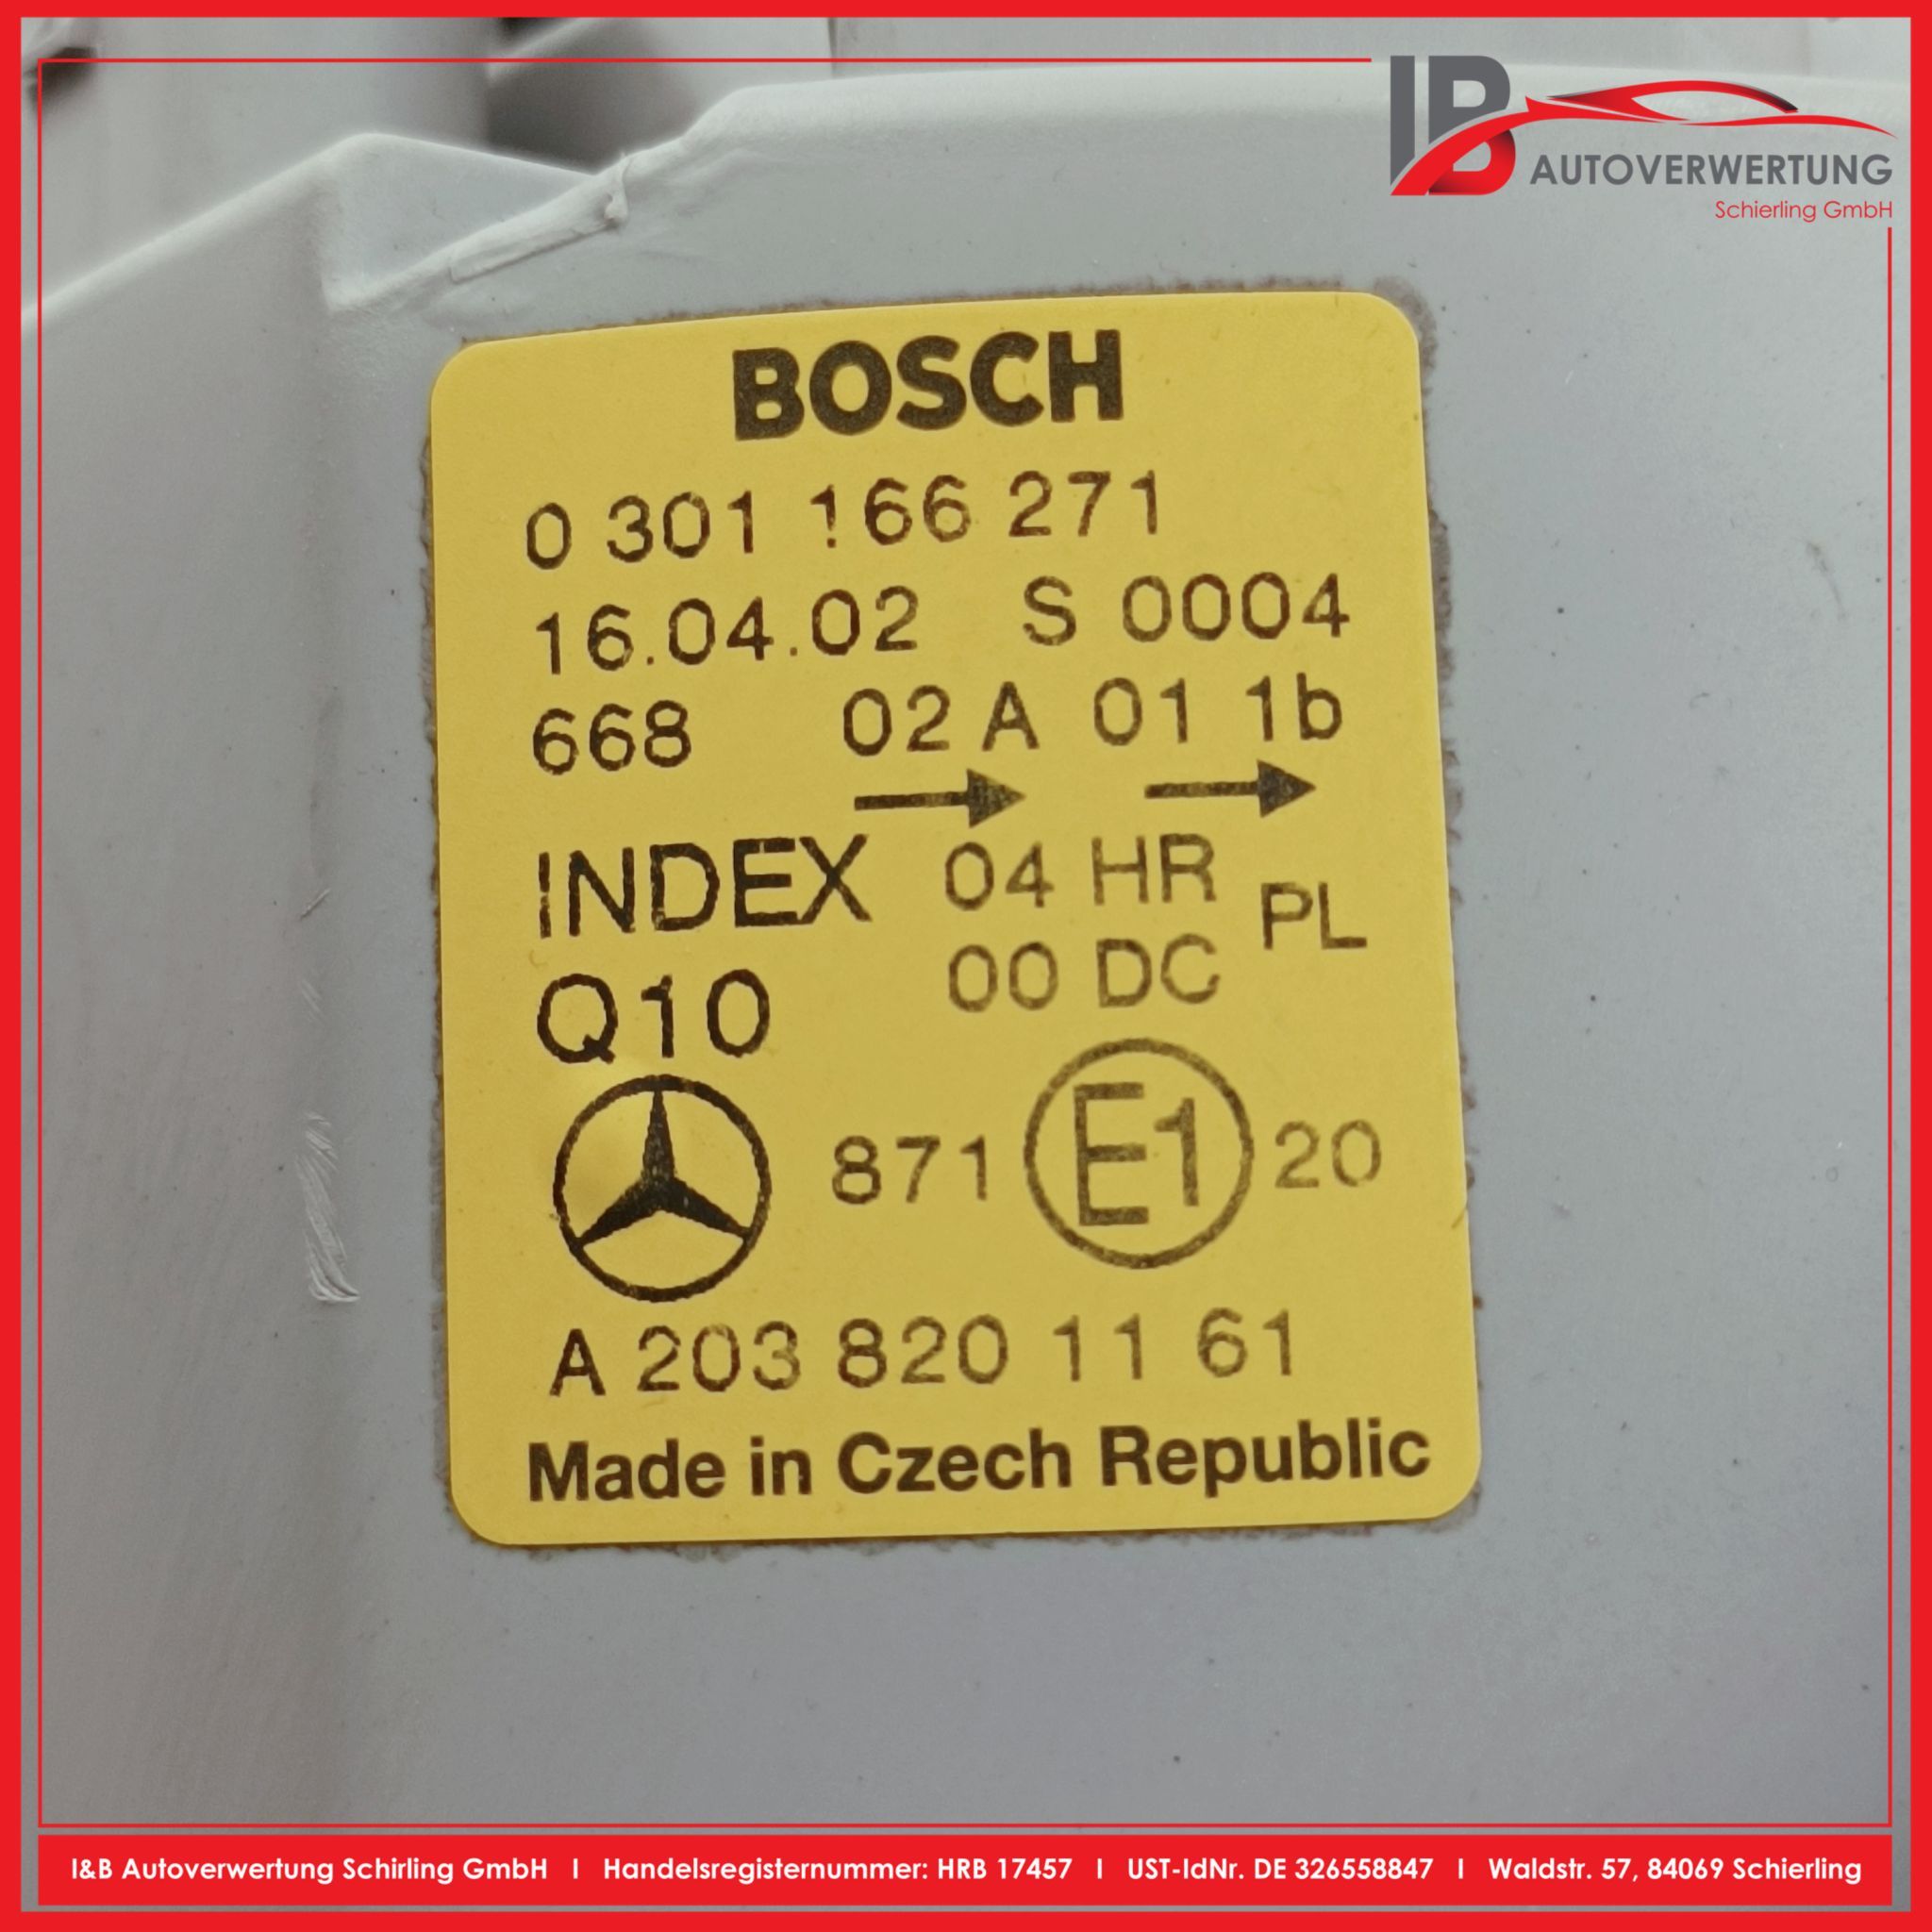 IB AUTOVERWERTUNG
Schierling GmbH
BOSCH
0 301 166 271
16.04.02 S 0004
668 02 A 01 1b
→ →
INDEX 04 HR PL
Q10 00 DC
871 E1 20
A 203 820 11 61
Made in Czech Republic
I&B Autoverwertung Schirling GmbH I Handelsregisternummer: HRB 17457 I UST-IdNr. DE 326558847 I Waldstr. 57, 84069 Schierling